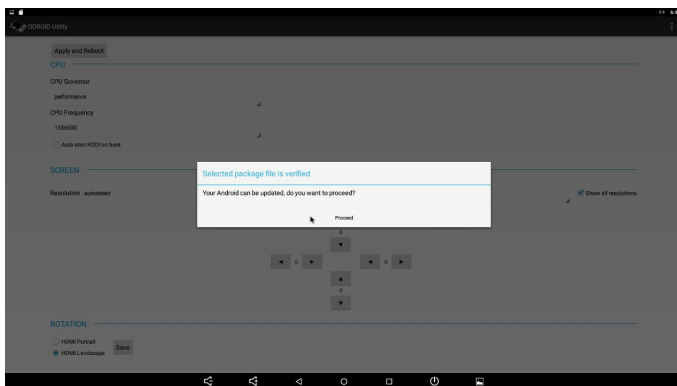 ODROID Utility
Apply and Reboot
CPU
CPU Governor
performance
CPU Frequency
1536000
Auto start KODI on boot.
SCREEN
Resolution autodetect
Show all resolutions.
Selected package file is verified
Your Android can be updated, do you want to proceed?
Proceed
0
0 0
0
ROTATION
HDMI Portrait
HDMI Landscape
Save